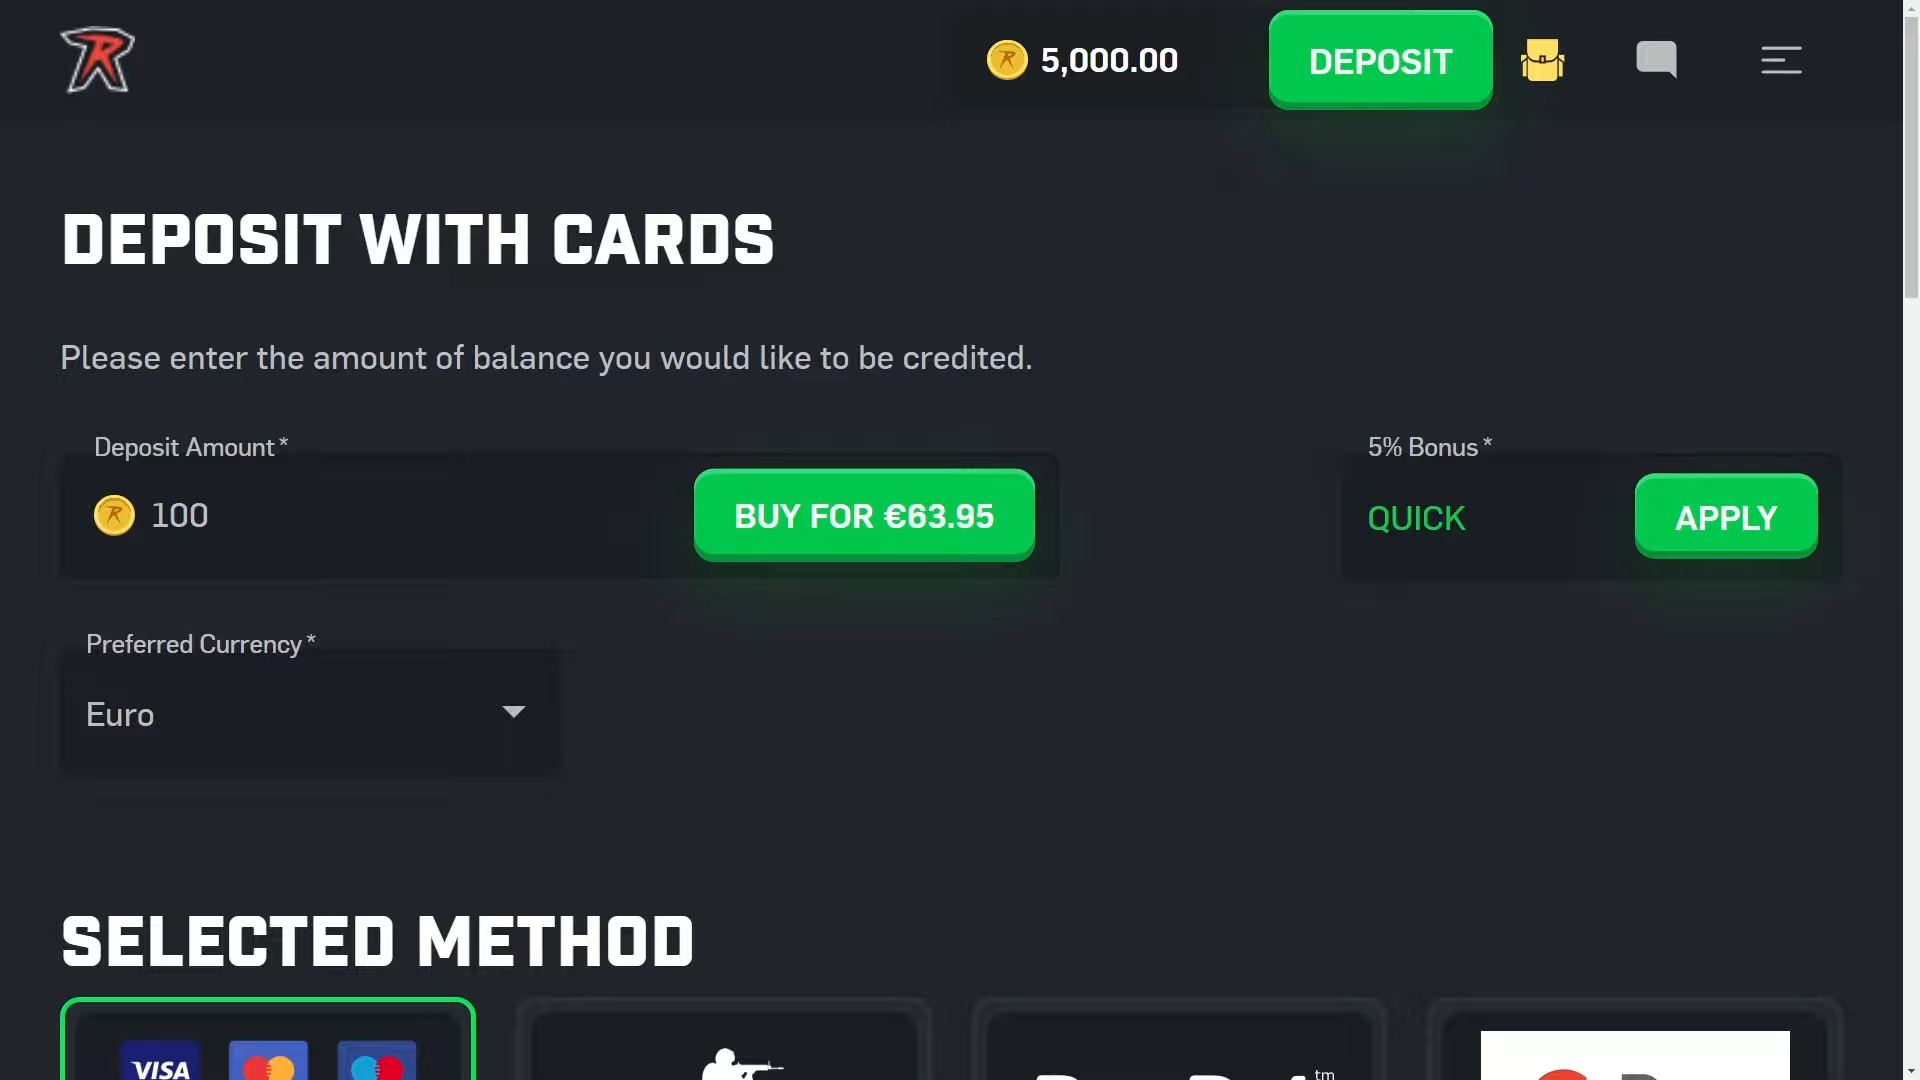 5,000.00
DEPOSIT
DEPOSIT WITH CARDS
Please enter the amount of balance you would like to be credited.
Deposit Amount*
100
BUY FOR €63.95
5% Bonus*
QUICK
APPLY
Preferred Currency*
Euro
SELECTED METHOD
VISA
tm